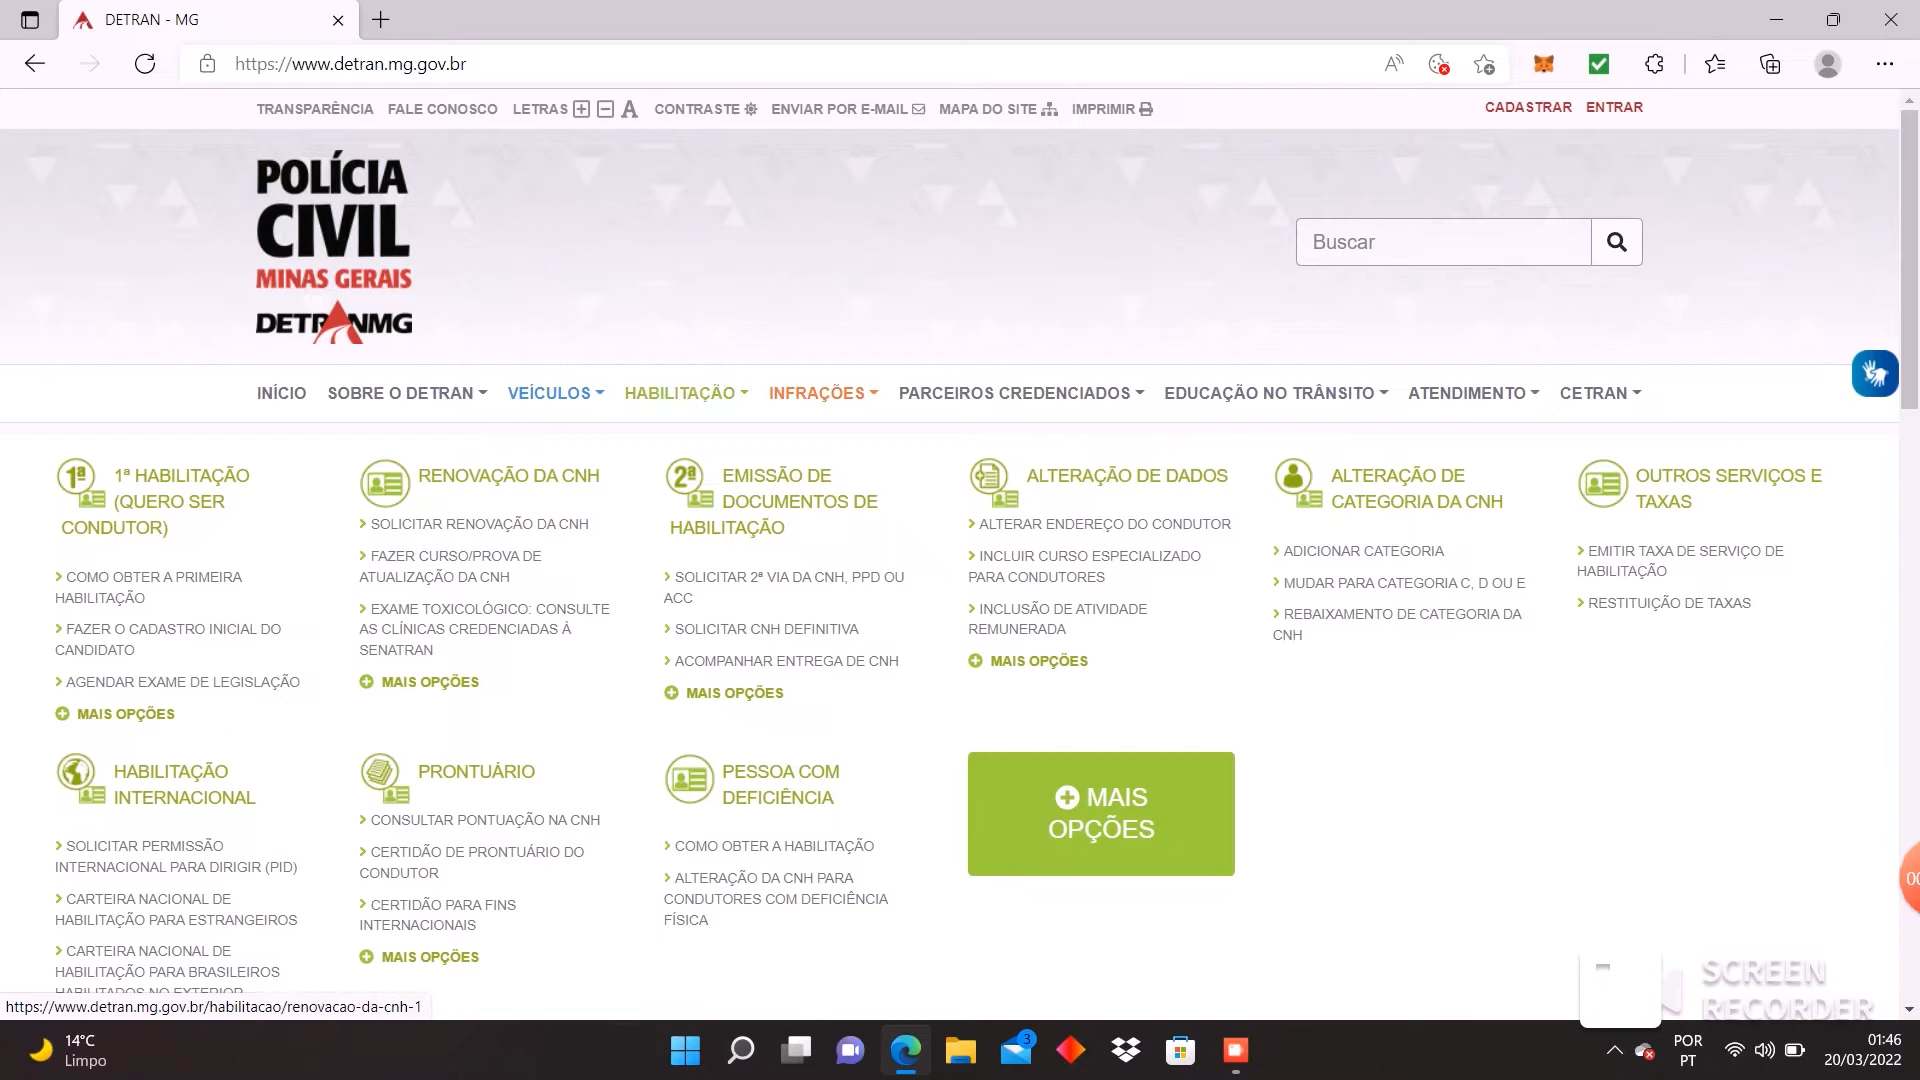 DETRAN - MG
https://www.detran.mg.gov.br
TRANSPARÊNCIA FALE CONOSCO LETRAS A CONTRASTE ENVIAR POR E-MAIL MAPA DO SITE IMPRIMIR CADASTRAR ENTRAR
POLÍCIA
CIVIL
MINAS GERAIS
DETRANMG
Buscar
INÍCIO SOBRE O DETRAN VEÍCULOS HABILITAÇÃO INFRAÇÕES PARCEIROS CREDENCIADOS EDUCAÇÃO NO TRÂNSITO ATENDIMENTO CETRAN
1ª
1ª HABILITAÇÃO
(QUERO SER
CONDUTOR)
COMO OBTER A PRIMEIRA
HABILITAÇÃO
FAZER O CADASTRO INICIAL DO
CANDIDATO
AGENDAR EXAME DE LEGISLAÇÃO
MAIS OPÇÕES
RENOVAÇÃO DA CNH
SOLICITAR RENOVAÇÃO DA CNH
FAZER CURSO/PROVA DE
ATUALIZAÇÃO DA CNH
EXAME TOXICOLÓGICO: CONSULTE
AS CLÍNICAS CREDENCIADAS À
SENATRAN
MAIS OPÇÕES
2ª
EMISSÃO DE
DOCUMENTOS DE
HABILITAÇÃO
SOLICITAR 2ª VIA DA CNH, PPD OU
ACC
SOLICITAR CNH DEFINITIVA
ACOMPANHAR ENTREGA DE CNH
MAIS OPÇÕES
ALTERAÇÃO DE DADOS
ALTERAR ENDEREÇO DO CONDUTOR
INCLUIR CURSO ESPECIALIZADO
PARA CONDUTORES
INCLUSÃO DE ATIVIDADE
REMUNERADA
MAIS OPÇÕES
ALTERAÇÃO DE
CATEGORIA DA CNH
ADICIONAR CATEGORIA
MUDAR PARA CATEGORIA C, D OU E
REBAIXAMENTO DE CATEGORIA DA
CNH
OUTROS SERVIÇOS E
TAXAS
EMITIR TAXA DE SERVIÇO DE
HABILITAÇÃO
RESTITUIÇÃO DE TAXAS
HABILITAÇÃO
INTERNACIONAL
SOLICITAR PERMISSÃO
INTERNACIONAL PARA DIRIGIR (PID)
CARTEIRA NACIONAL DE
HABILITAÇÃO PARA ESTRANGEIROS
CARTEIRA NACIONAL DE
HABILITAÇÃO PARA BRASILEIROS
HABILITADOS NO EXTERIOR
PRONTUÁRIO
CONSULTAR PONTUAÇÃO NA CNH
CERTIDÃO DE PRONTUÁRIO DO
CONDUTOR
CERTIDÃO PARA FINS
INTERNACIONAIS
MAIS OPÇÕES
PESSOA COM
DEFICIÊNCIA
COMO OBTER A HABILITAÇÃO
ALTERAÇÃO DA CNH PARA
CONDUTORES COM DEFICIÊNCIA
FÍSICA
MAIS
OPÇÕES
00
SCREEN
RECORDER
https://www.detran.mg.gov.br/habilitacao/renovacao-da-cnh-1
14°C
Limpo
3
POR
PT
01:46
20/03/2022